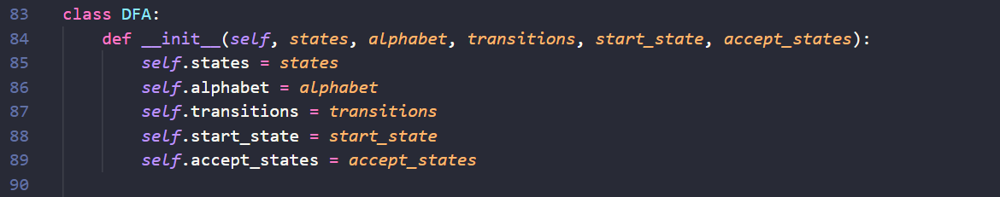 83 class DFA:
84     def __init__(self, states, alphabet, transitions, start_state, accept_states):
85         self.states = states
86         self.alphabet = alphabet
87         self.transitions = transitions
88         self.start_state = start_state
89         self.accept_states = accept_states
90